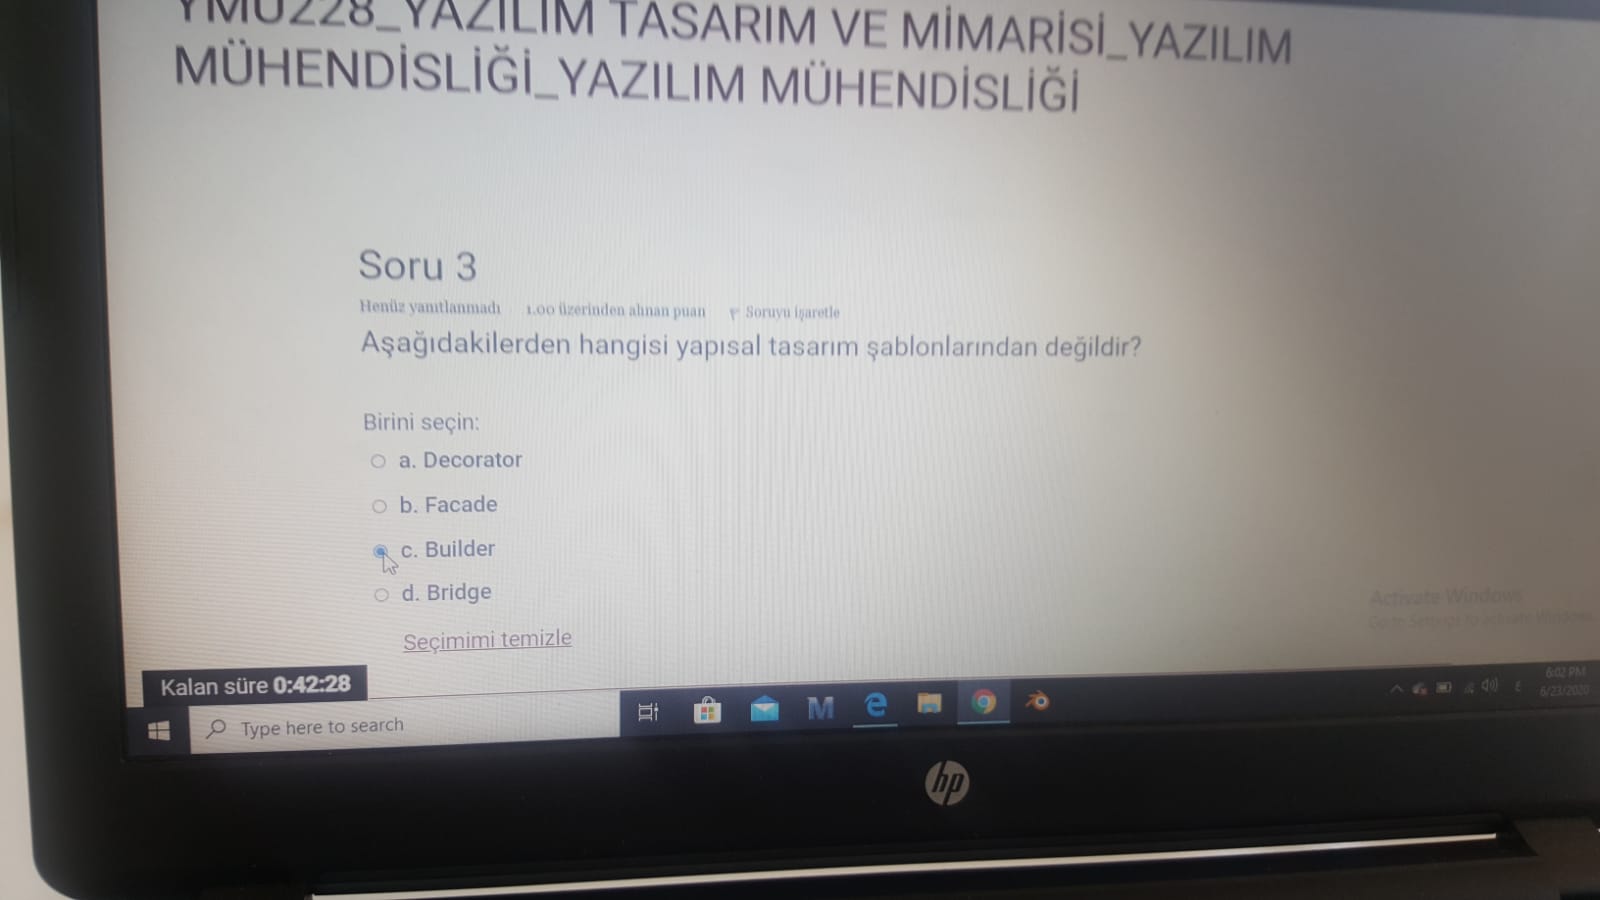 YMÜ228_YAZILIM TASARIM VE MİMARİSİ_YAZILIM
MÜHENDİSLİĞİ_YAZILIM MÜHENDİSLİĞİ
Soru 3
Henüz yanıtlanmadı 1.00 üzerinden alınan puan Soruyu işaretle
Aşağıdakilerden hangisi yapısal tasarım şablonlarından değildir?
Birini seçin:
a. Decorator
b. Facade
c. Builder
d. Bridge
Seçimimi temizle
Activate Windows
Go to Settings to activate Windows.
Kalan süre 0:42:28
Type here to search
6:02 PM
6/23/2020
hp